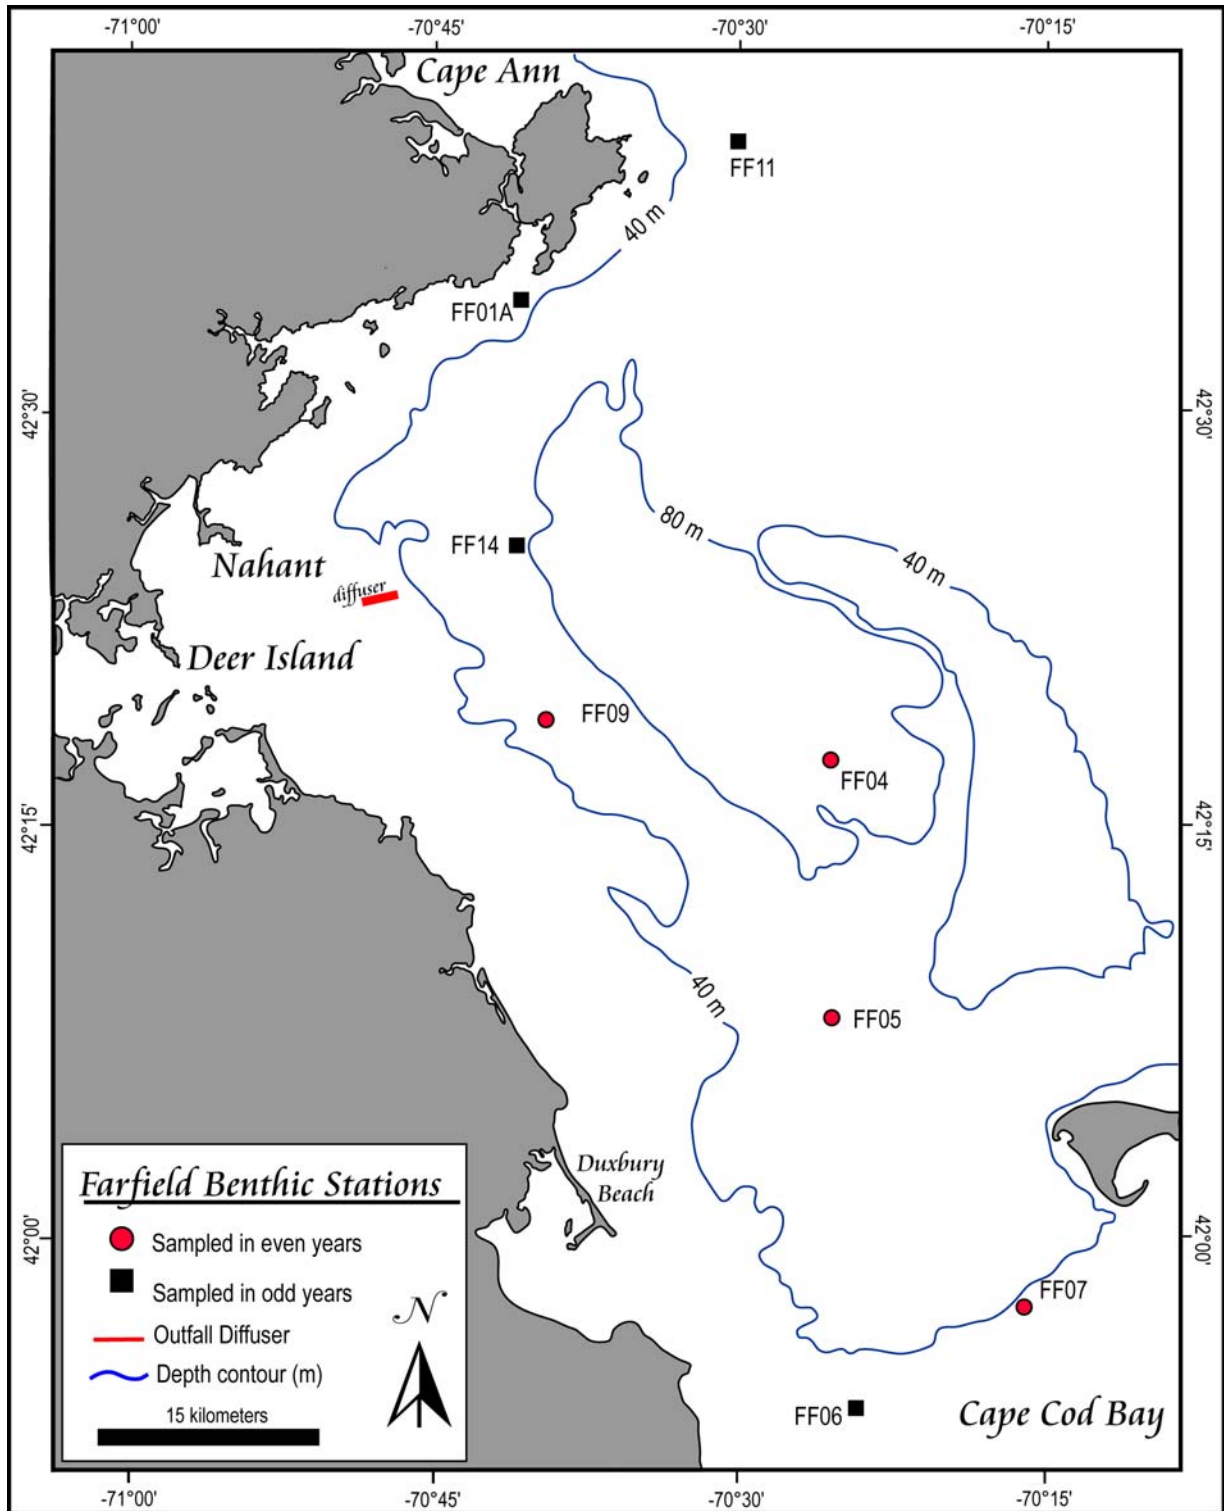 -71°00' -70°45' -70°30' -70°15'
Cape Ann
FF11
40 m
FF01A
42°30' 42°30'
80 m
FF14
40 m
Nahant
diffuser
Deer Island
FF09
FF04
42°15' 42°15'
40 m
FF05
Duxbury
Beach
Farfield Benthic Stations
Sampled in even years
42°00' 42°00'
Sampled in odd years
N
FF07
Outfall Diffuser
Depth contour (m)
15 kilometers
FF06 Cape Cod Bay
-71°00' -70°45' -70°30' -70°15'